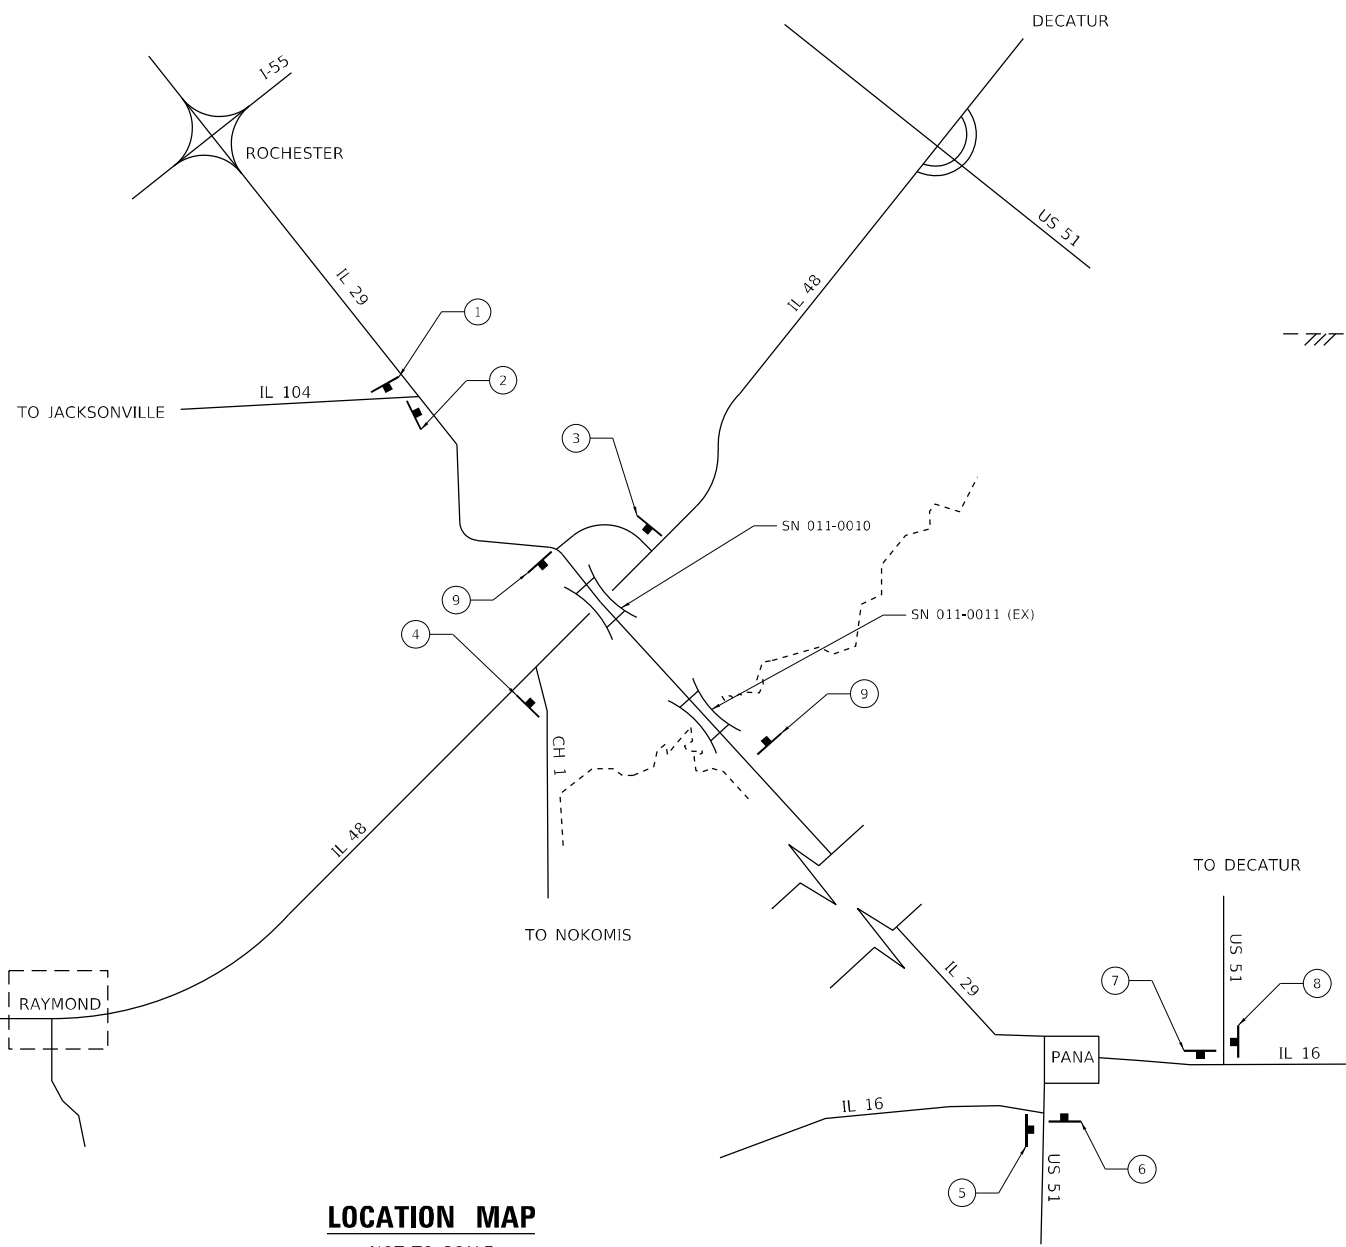 DECATUR
I-55
ROCHESTER
US 51
IL 29
IL 48
1
2
IL 104
TO JACKSONVILLE
3
SN 011-0010
9
SN 011-0011 (EX)
4
9
CH 1
IL 48
TO DECATUR
TO NOKOMIS
US 51
IL 29
7
8
RAYMOND
PANA
IL 16
IL 16
6
US 51
5
LOCATION MAP